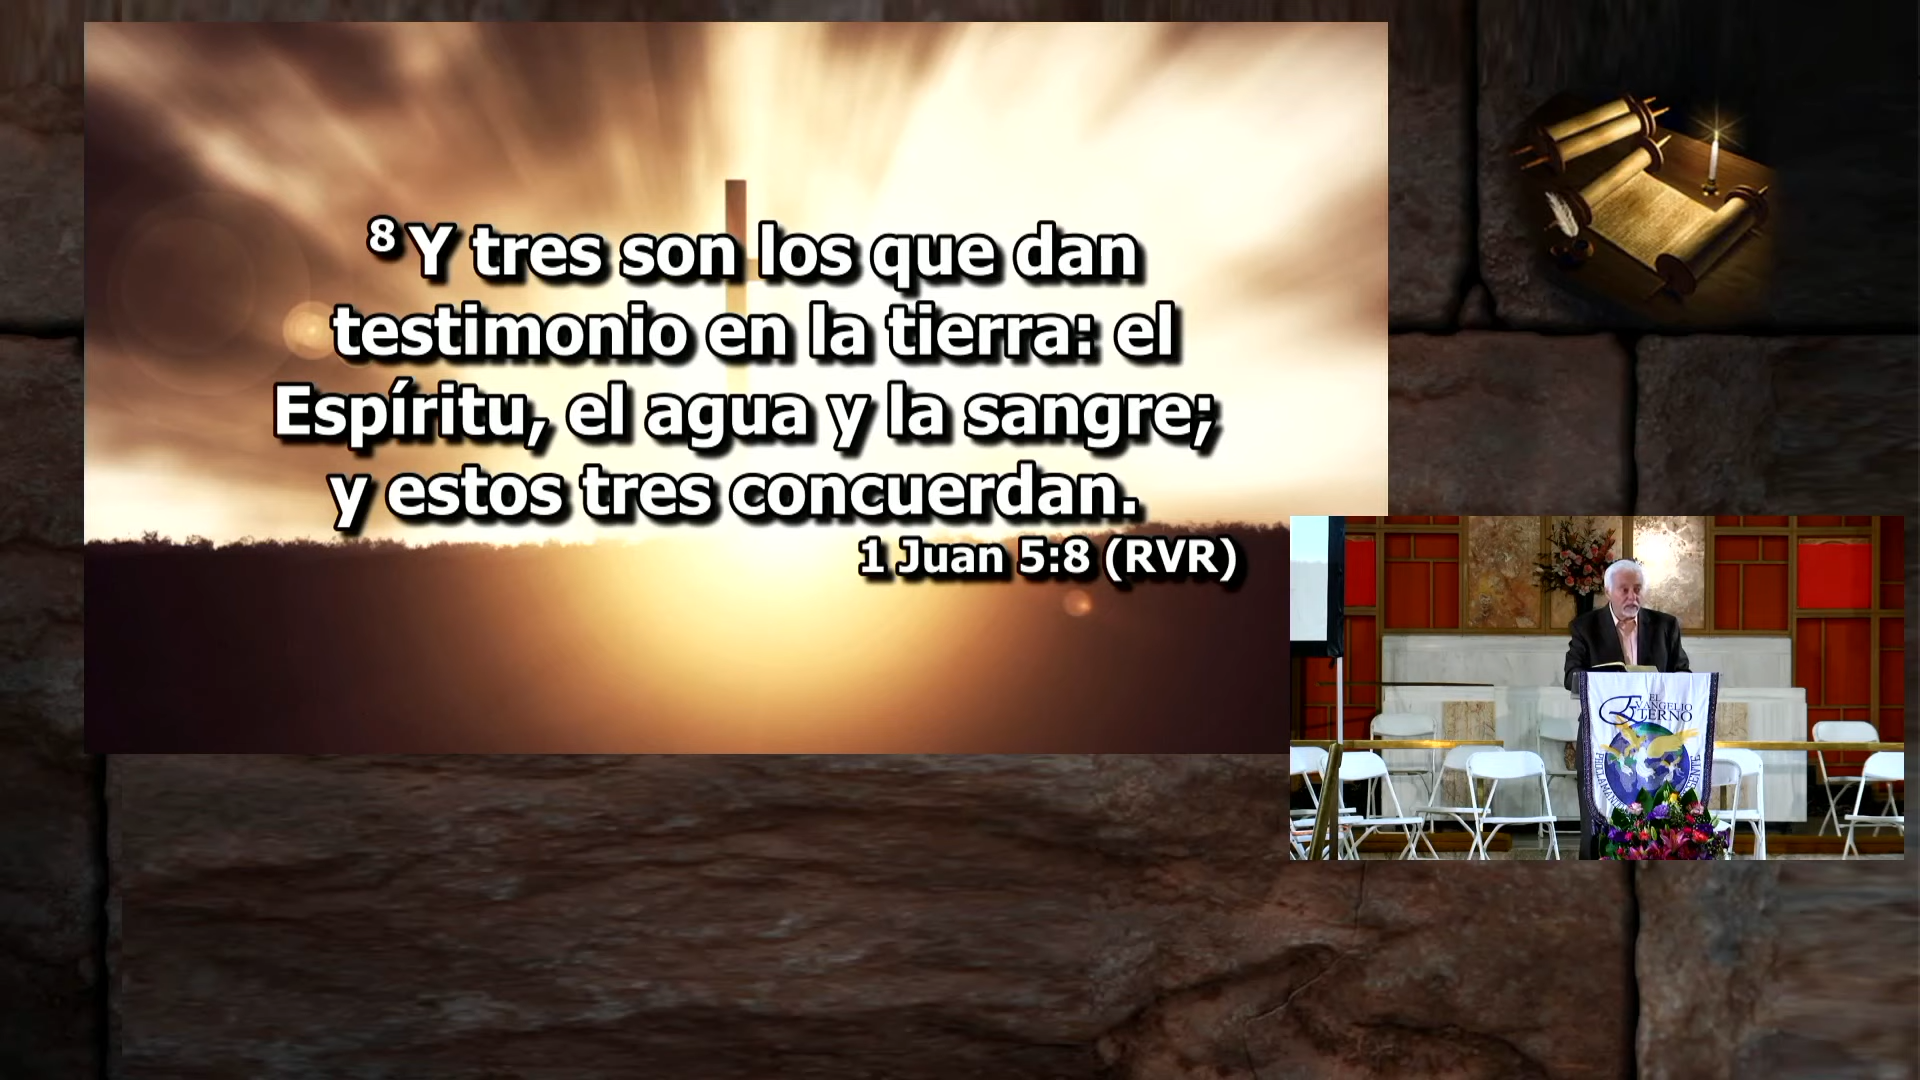 8 Y tres son los que dan
testimonio en la tierra: el
Espíritu, el agua y la sangre;
y estos tres concuerdan.
1 Juan 5:8 (RVR)
EL
EVANGELIO
ETERNO